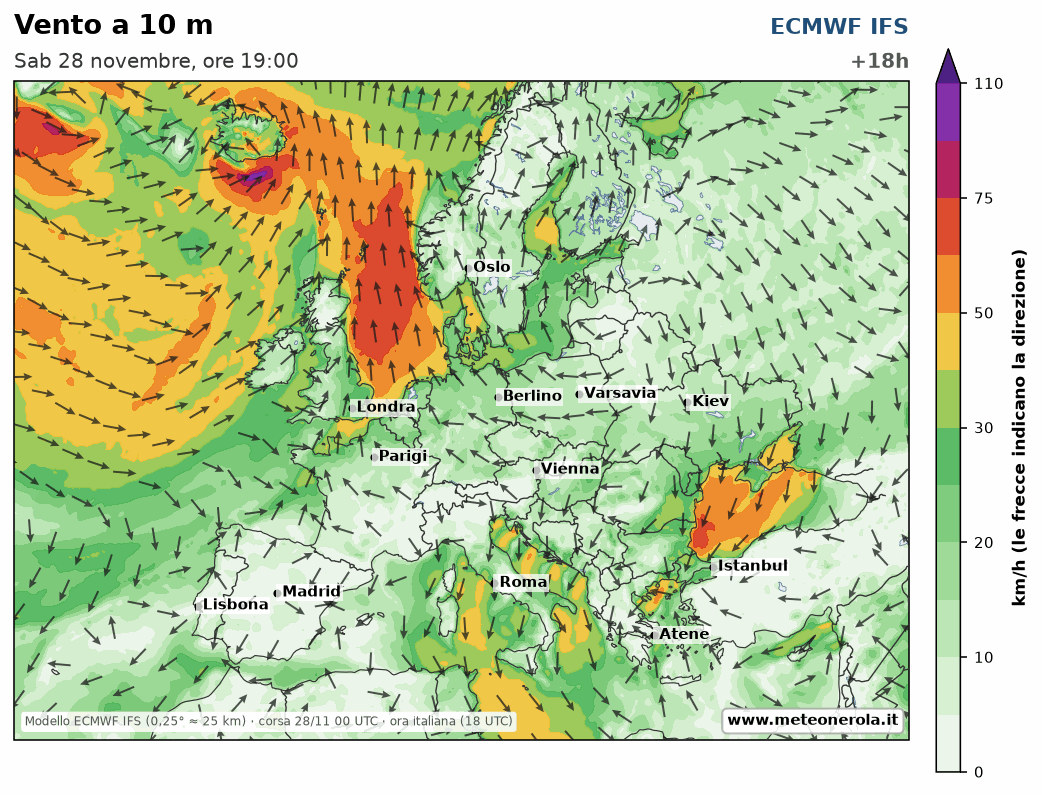 Vento a 10 m
ECMWF IFS
Sab 28 novembre, ore 19:00
+18h
Oslo
Londra
Berlino
Varsavia
Kiev
Parigi
Vienna
Istanbul
Roma
Madrid
Lisbona
Atene
Modello ECMWF IFS (0,25° ≈ 25 km) · corsa 28/11 00 UTC · ora italiana (18 UTC)
www.meteonerola.it
110
75
50
30
20
10
0
km/h (le frecce indicano la direzione)